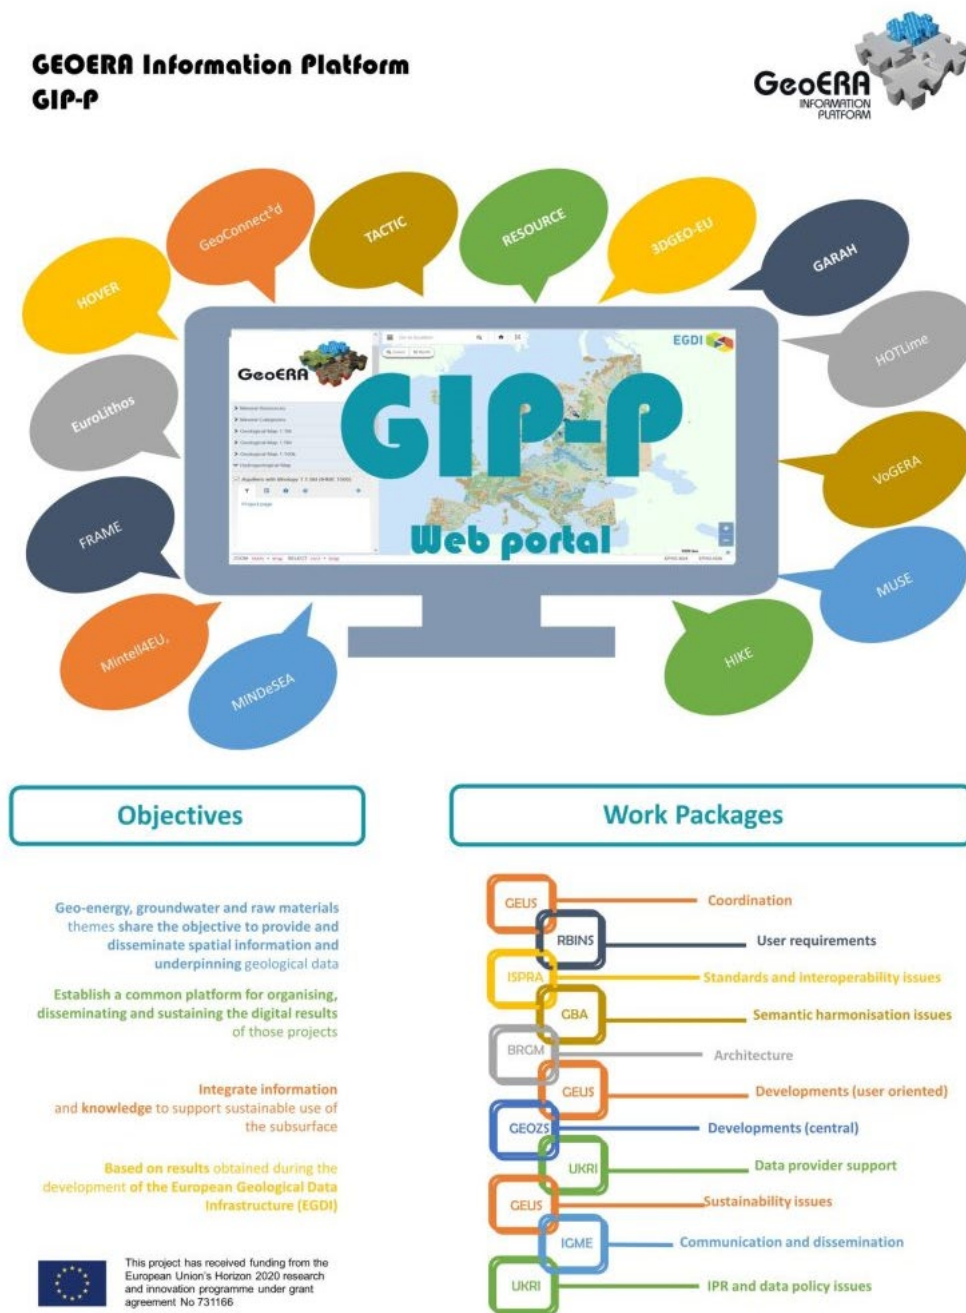 GEOERA Information Platform
GIP-P
GeoERA
INFORMATION
PLATFORM
GeoConnect³d
TACTIC
RESOURCE
3DGEO-EU
GARAH
HOVER
HOTLime
EuroLithos
VoGERA
FRAME
MUSE
Mintell4EU,
MINDeSEA
HIKE
GeoERA
EGDI
GIP-P
Web portal
Objectives
Geo-energy, groundwater and raw materials
themes share the objective to provide and
disseminate spatial information and
underpinning geological data
Establish a common platform for organising,
disseminating and sustaining the digital results
of those projects
Integrate information
and knowledge to support sustainable use of
the subsurface
Based on results obtained during the
development of the European Geological Data
Infrastructure (EGDI)
This project has received funding from the
European Union's Horizon 2020 research
and innovation programme under grant
agreement No 731166
Work Packages
GEUS Coordination
RBINS User requirements
ISPRA Standards and Interoperability issues
GBA Semantic harmonisation issues
BRGM Architecture
GEUS Developments (user oriented)
GEOZS Developments (central)
UKRI Data provider support
GEUS Sustainability issues
IGME Communication and dissemination
UKRI IPR and data policy issues